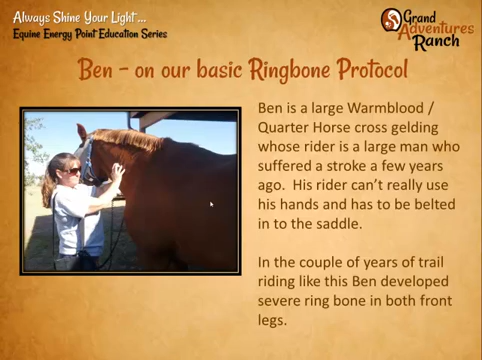 Always Shine Your Light...
Equine Energy Point Education Series
Grand
Adventures
Ranch
Ben – on our basic Ringbone Protocol
Ben is a large Warmblood /
Quarter Horse cross gelding
whose rider is a large man who
suffered a stroke a few years
ago.  His rider can't really use
his hands and has to be belted
in to the saddle.
In the couple of years of trail
riding like this Ben developed
severe ring bone in both front
legs.